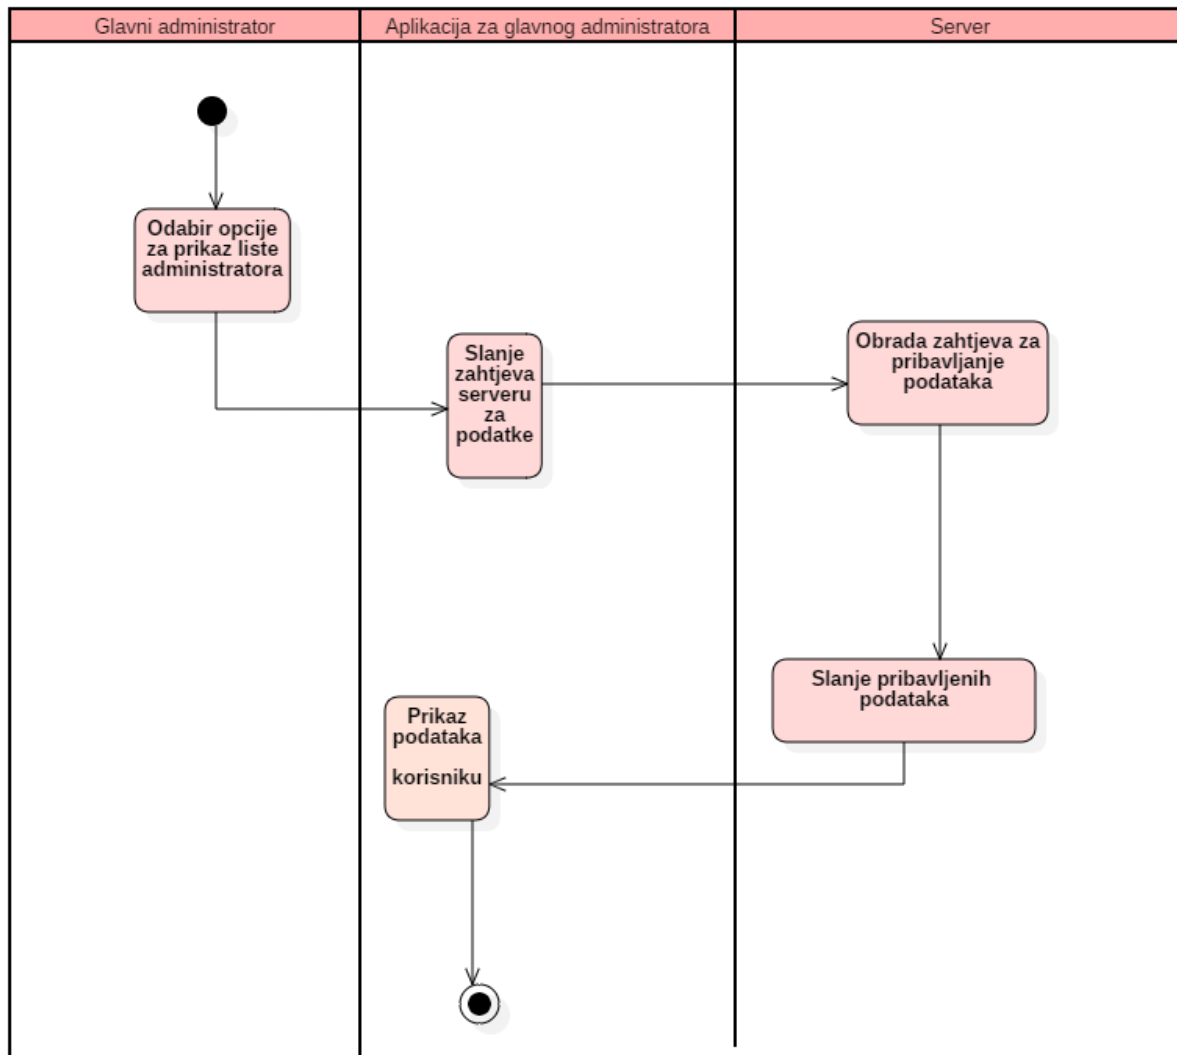 Glavni administrator
Aplikacija za glavnog administratora
Server
Odabir opcije
za prikaz liste
administratora
Slanje
zahtjeva
serveru
za
podatke
Obrada zahtjeva za
pribavljanje
podataka
Slanje pribavljenih
podataka
Prikaz
podataka
korisniku